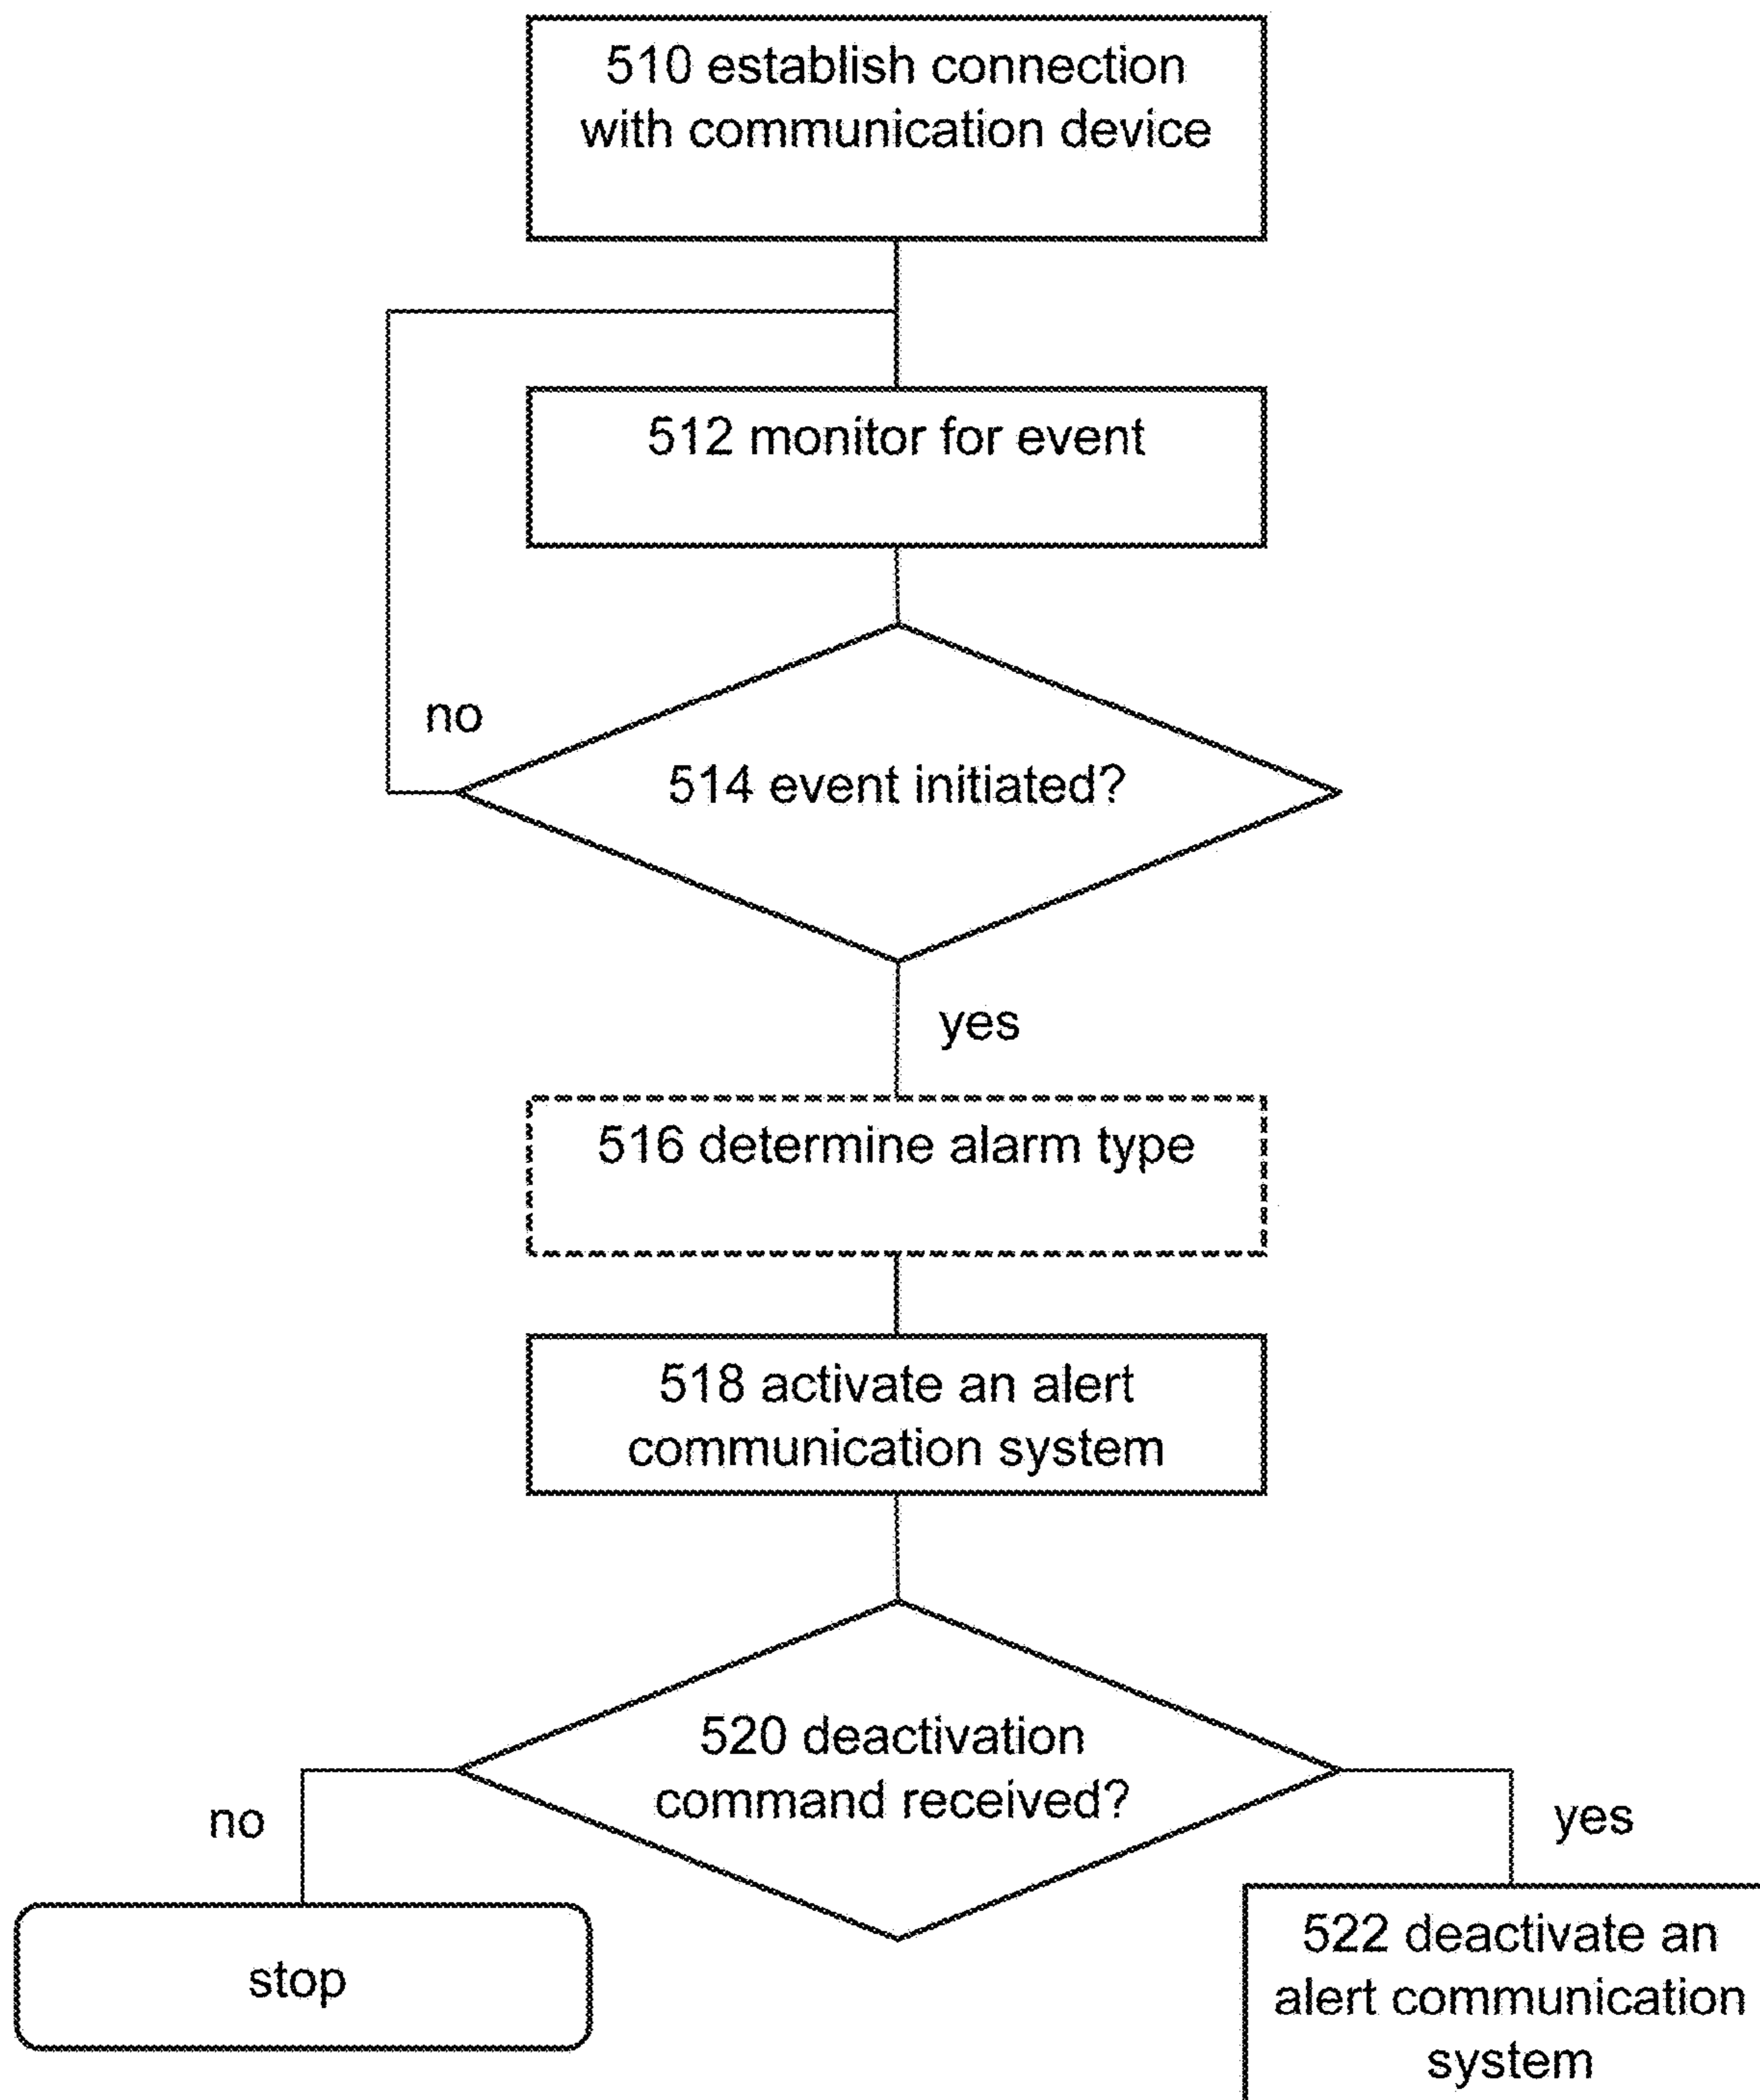 510 establish connection
with communication device
512 monitor for event
no
514 event initiated?
yes
516 determine alarm type
518 activate an alert
communication system
520 deactivation
command received?
no
yes
stop
522 deactivate an
alert communication
system